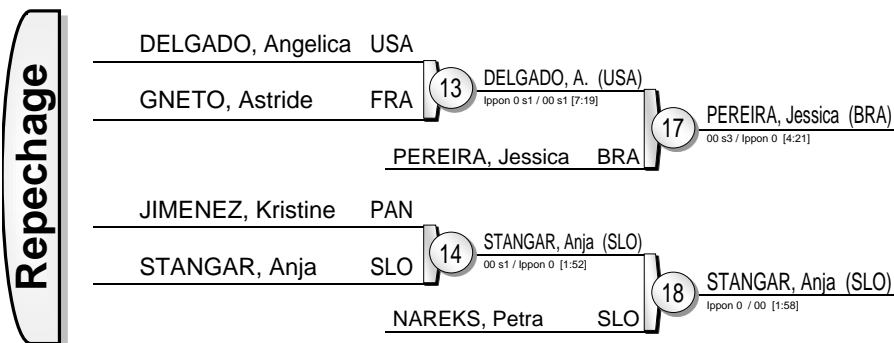 Repechage
DELGADO, Angelica USA
GNETO, Astride FRA
13
DELGADO, A. (USA)
Ippon 0 s1 / 00 s1 [7:19]
PEREIRA, Jessica BRA
17
PEREIRA, Jessica (BRA)
00 s3 / Ippon 0 [4:21]
JIMENEZ, Kristine PAN
STANGAR, Anja SLO
14
STANGAR, Anja (SLO)
00 s1 / Ippon 0 [1:52]
NAREKS, Petra SLO
18
STANGAR, Anja (SLO)
Ippon 0 / 00 [1:58]